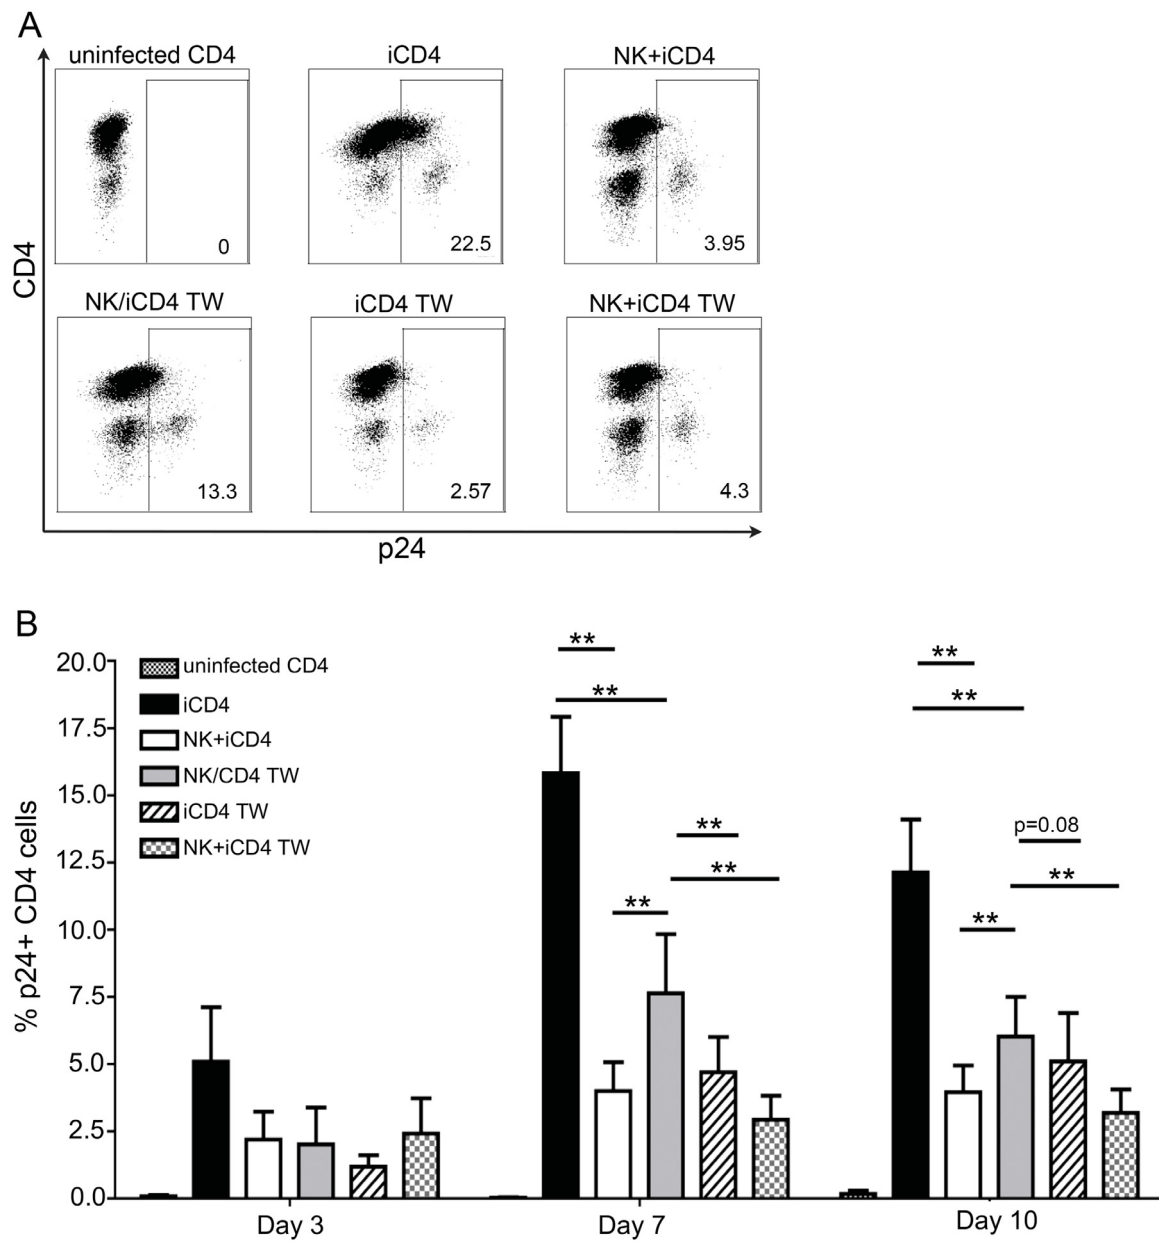 A
uninfected CD4
iCD4
NK+iCD4
0
22.5
3.95
CD4
NK/iCD4 TW
iCD4 TW
NK+iCD4 TW
13.3
2.57
4.3
p24
B
% p24+ CD4 cells
20.0
17.5
15.0
12.5
10.0
7.5
5.0
2.5
0.0
uninfected CD4
iCD4
NK+iCD4
NK/CD4 TW
iCD4 TW
NK+iCD4 TW
**
**
**
**
**
**
**
p=0.08
**
**
Day 3
Day 7
Day 10